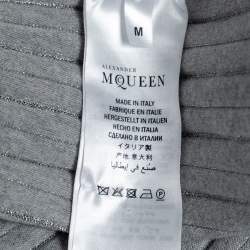 M
ALEXANDER
McQUEEN
MADE IN ITALY
FABRIQUÉ EN ITALIE
HERGESTELLT IN ITALIEN
HECHO EN ITALIA
СДЕЛАНО В ИТАЛИИ
イタリア製
产地 意大利
صنع في إيطاليا